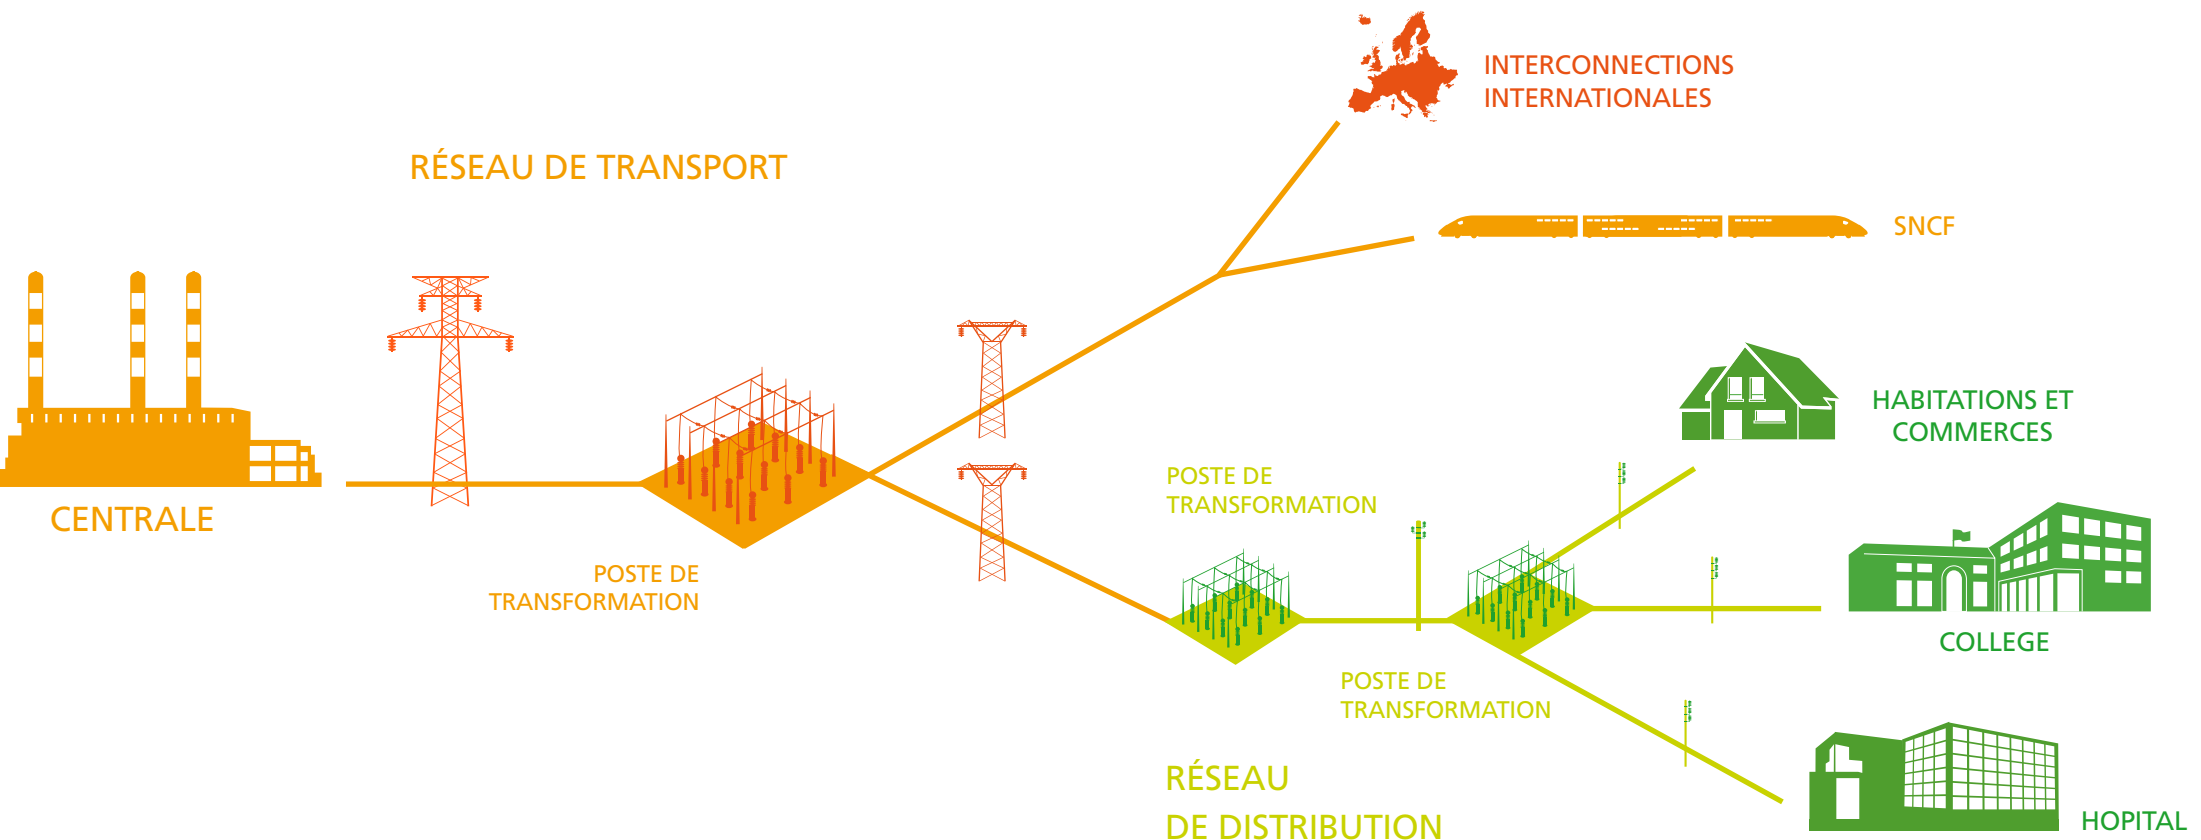 INTERCONNECTIONS
INTERNATIONALES
RÉSEAU DE TRANSPORT
SNCF
HABITATIONS ET
COMMERCES
POSTE DE
TRANSFORMATION
CENTRALE
POSTE DE
TRANSFORMATION
COLLEGE
POSTE DE
TRANSFORMATION
RÉSEAU
DE DISTRIBUTION
HOPITAL